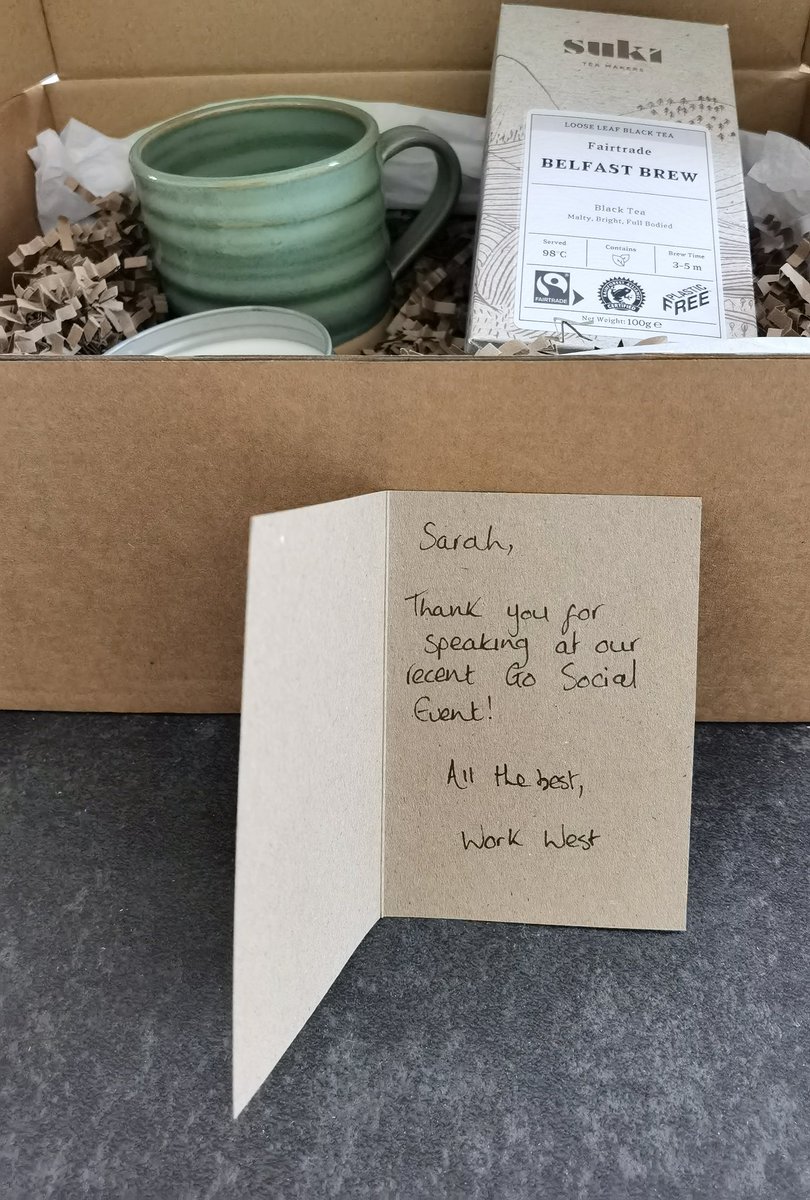 suki
TEA MAKERS
LOOSE LEAF BLACK TEA
Fairtrade
BELFAST BREW
Black Tea
Malty, Bright, Full Bodied
Served
98°C
Contains
Brew Time
3-5 m
FAIRTRADE
CERTIFIED
PLASTIC
FREE
Net Weight: 100g e
Sarah,
Thank you for
speaking at our
recent Go Social
Event!
All the best,
Work West